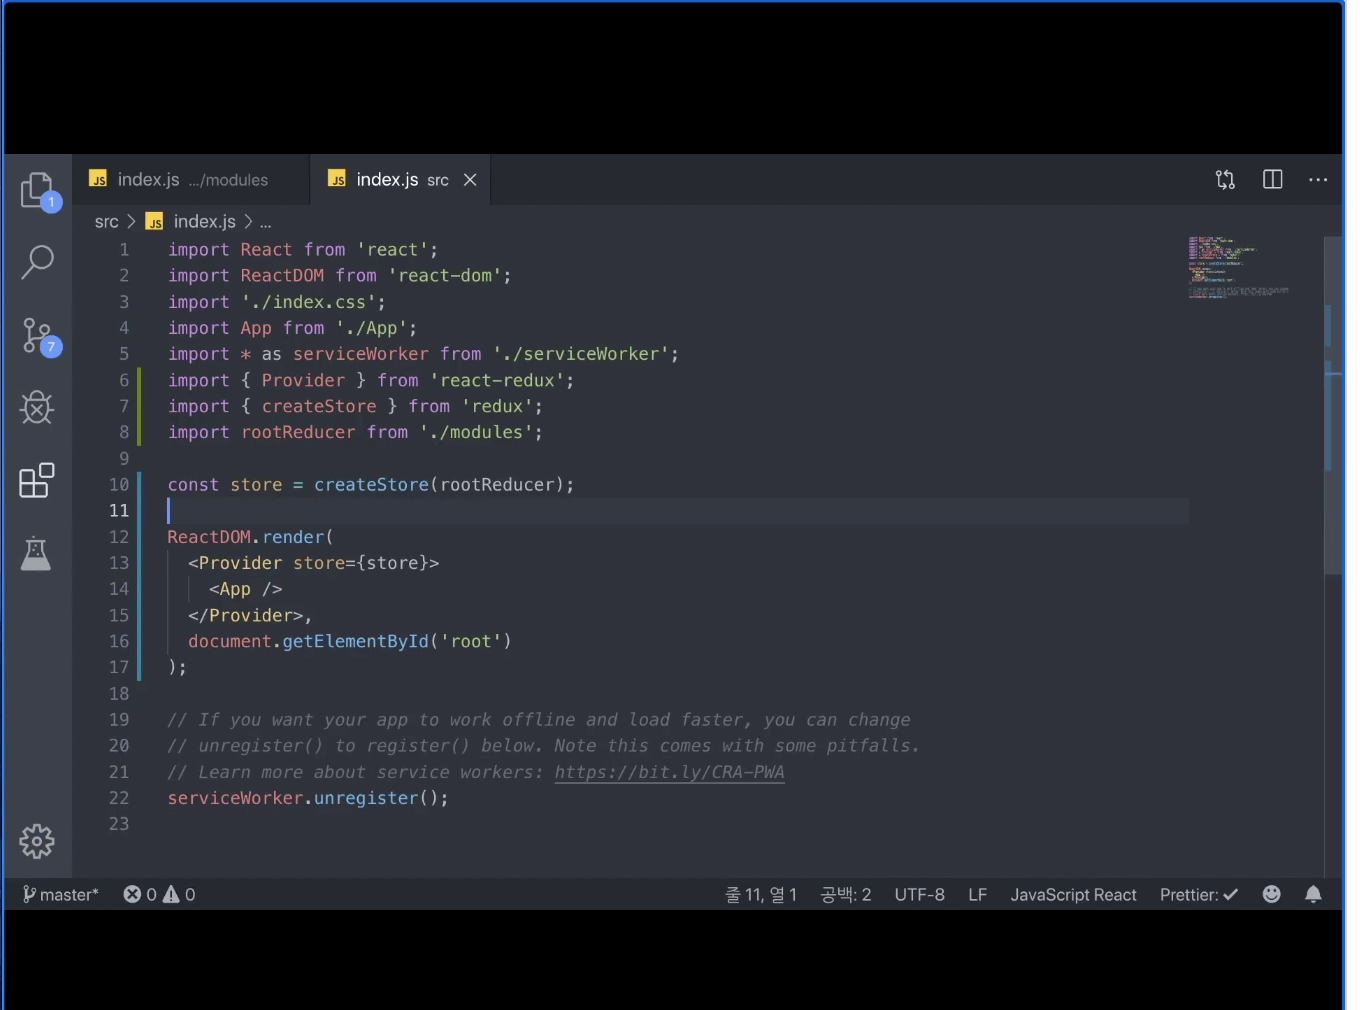 JS index.js .../modules
JS index.js src
src > JS index.js > ...
1
1 import React from 'react';
2 import ReactDOM from 'react-dom';
3 import './index.css';
4 import App from './App';
5 import * as serviceWorker from './serviceWorker';
6 import { Provider } from 'react-redux';
7 import { createStore } from 'redux';
8 import rootReducer from './modules';
9
10 const store = createStore(rootReducer);
11
12 ReactDOM.render(
13   <Provider store={store}>
14     <App />
15   </Provider>,
16   document.getElementById('root')
17 );
18
19 // If you want your app to work offline and load faster, you can change
20 // unregister() to register() below. Note this comes with some pitfalls.
21 // Learn more about service workers: https://bit.ly/CRA-PWA
22 serviceWorker.unregister();
23
7
master* 0 0 줄 11, 열 1 공백: 2 UTF-8 LF JavaScript React Prettier: ✓